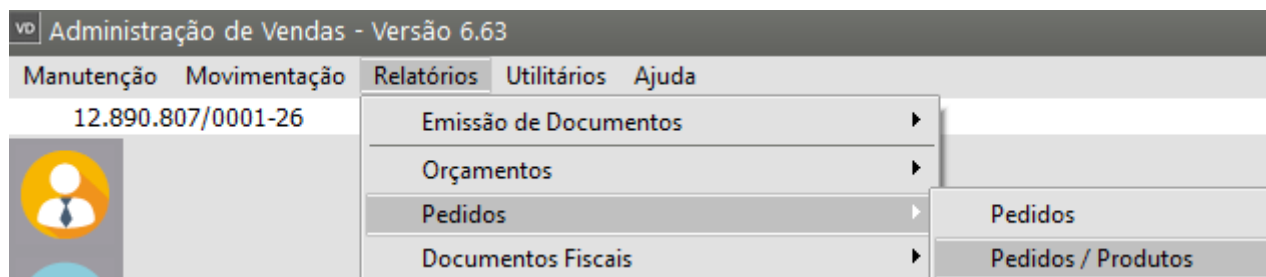 VD Administração de Vendas - Versão 6.63
Manutenção Movimentação Relatórios Utilitários Ajuda
12.890.807/0001-26
Emissão de Documentos
Orçamentos
Pedidos
Pedidos
Documentos Fiscais
Pedidos / Produtos